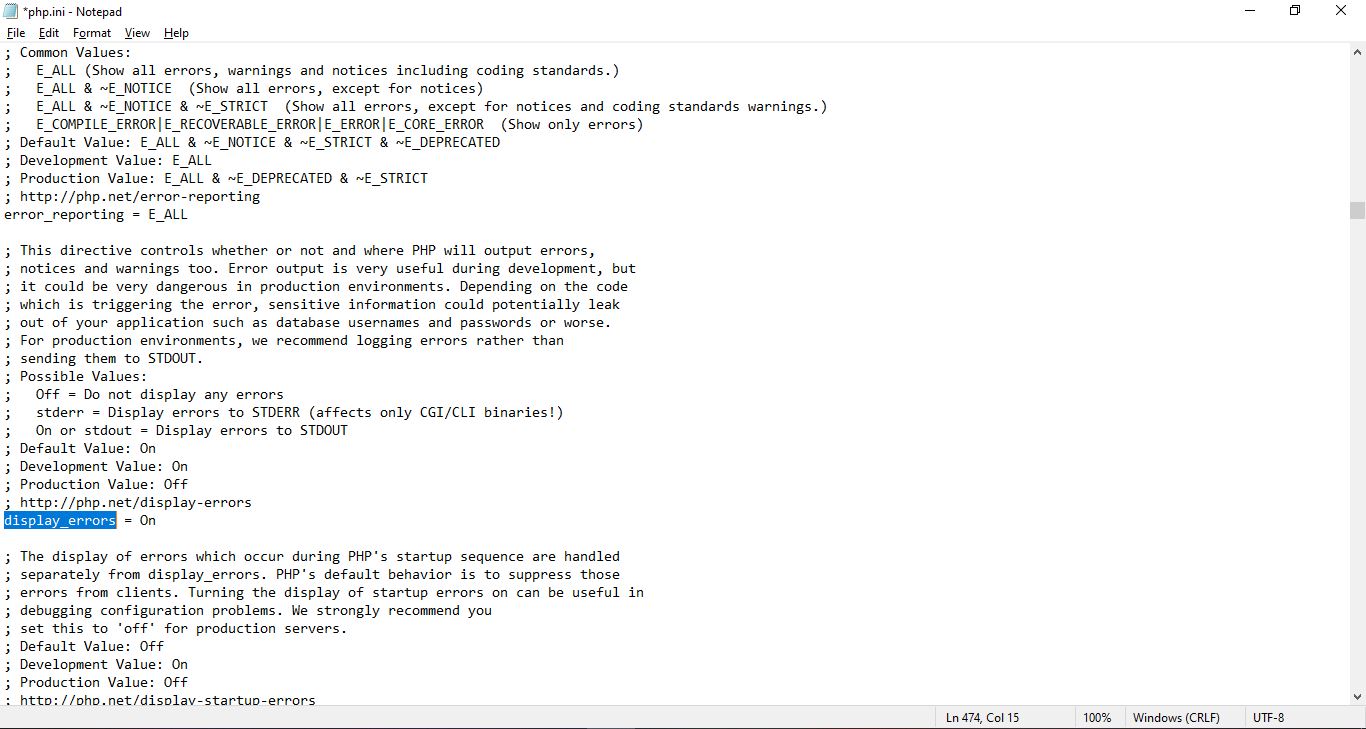 *php.ini - Notepad
File Edit Format View Help
; Common Values:
;   E_ALL (Show all errors, warnings and notices including coding standards.)
;   E_ALL & ~E_NOTICE  (Show all errors, except for notices)
;   E_ALL & ~E_NOTICE & ~E_STRICT  (Show all errors, except for notices and coding standards warnings.)
;   E_COMPILE_ERROR|E_RECOVERABLE_ERROR|E_ERROR|E_CORE_ERROR  (Show only errors)
; Default Value: E_ALL & ~E_NOTICE & ~E_STRICT & ~E_DEPRECATED
; Development Value: E_ALL
; Production Value: E_ALL & ~E_DEPRECATED & ~E_STRICT
; http://php.net/error-reporting
error_reporting = E_ALL

; This directive controls whether or not and where PHP will output errors,
; notices and warnings too. Error output is very useful during development, but
; it could be very dangerous in production environments. Depending on the code
; which is triggering the error, sensitive information could potentially leak
; out of your application such as database usernames and passwords or worse.
; For production environments, we recommend logging errors rather than
; sending them to STDOUT.
; Possible Values:
;   Off = Do not display any errors
;   stderr = Display errors to STDERR (affects only CGI/CLI binaries!)
;   On or stdout = Display errors to STDOUT
; Default Value: On
; Development Value: On
; Production Value: Off
; http://php.net/display-errors
display_errors = On

; The display of errors which occur during PHP's startup sequence are handled
; separately from display_errors. PHP's default behavior is to suppress those
; errors from clients. Turning the display of startup errors on can be useful in
; debugging configuration problems. We strongly recommend you
; set this to 'off' for production servers.
; Default Value: Off
; Development Value: On
; Production Value: Off
; http://php.net/display-startup-errors
Ln 474, Col 15 100% Windows (CRLF) UTF-8